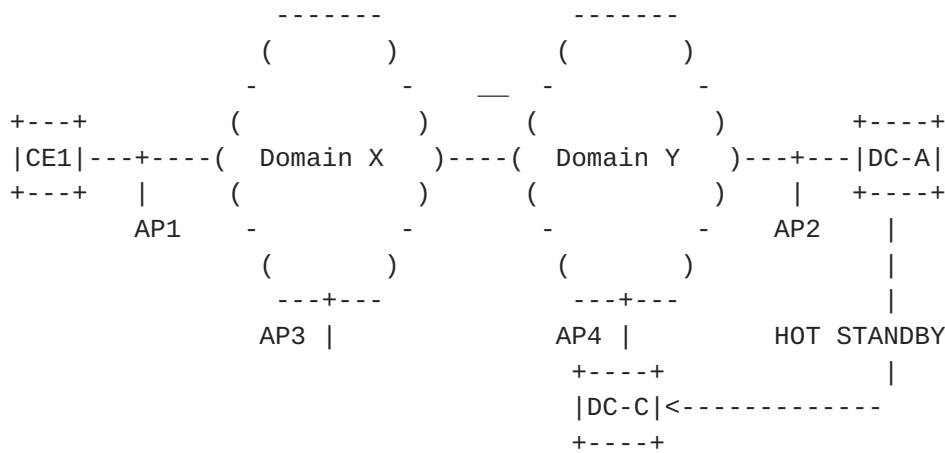 CE1 Domain X Domain Y DC-A
AP1 AP2
AP3 AP4 HOT STANDBY
DC-C